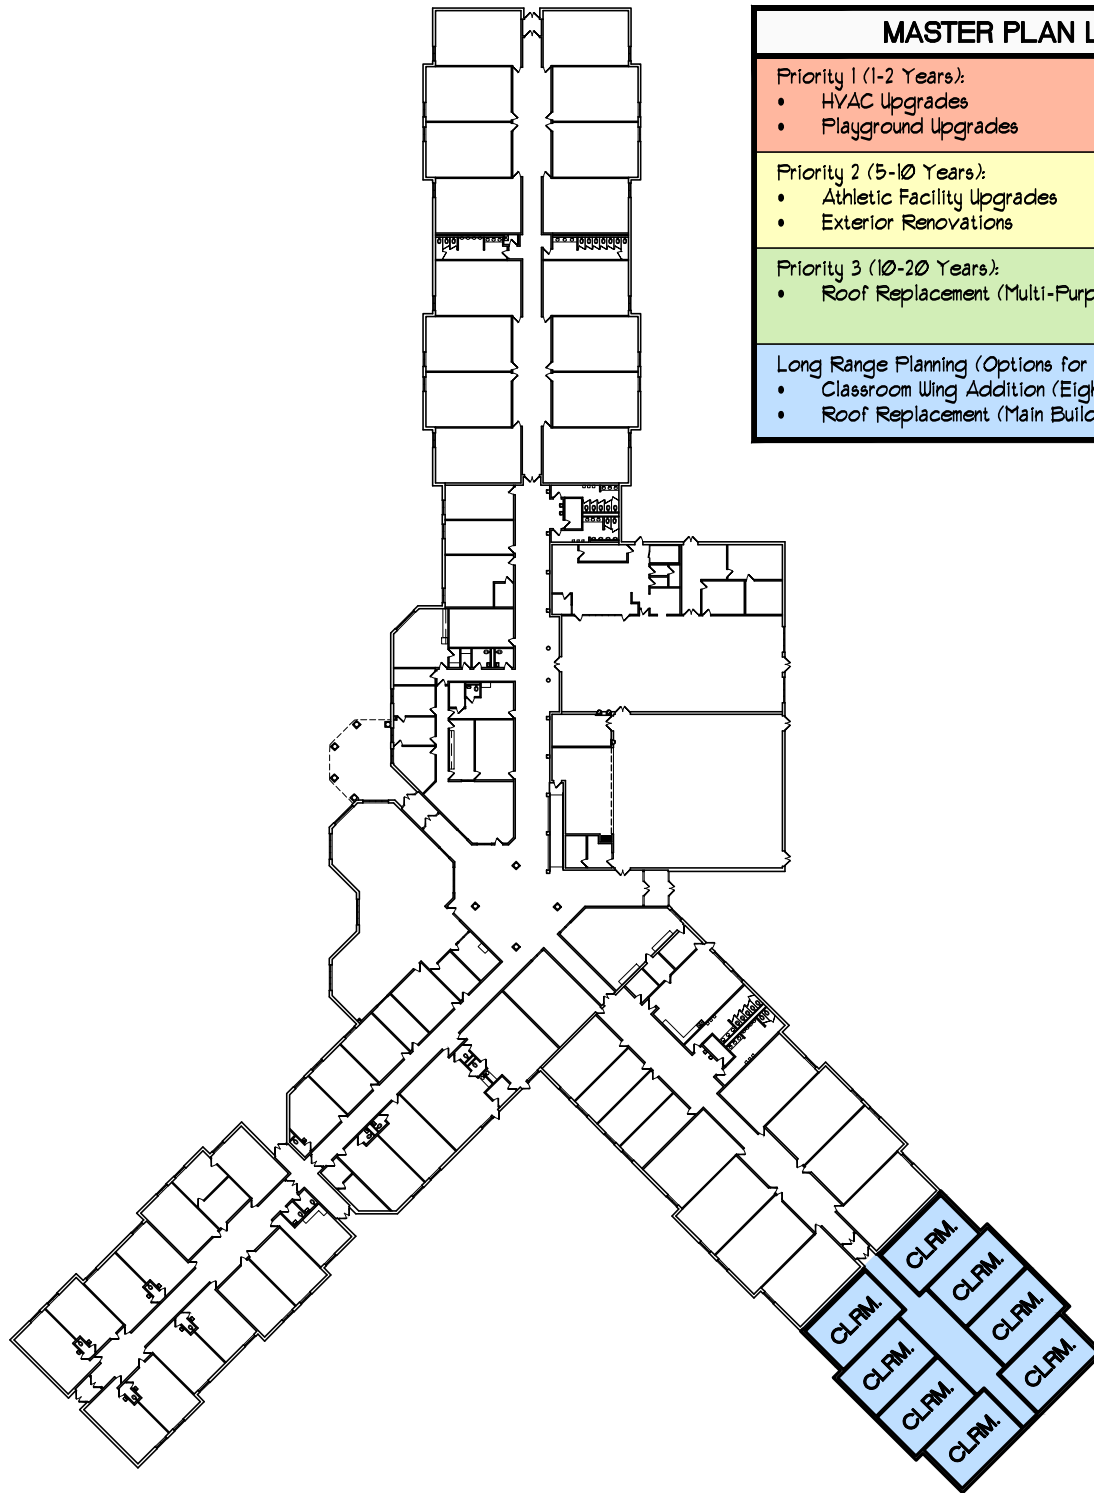 MASTER PLAN L
Priority 1 (1-2 Years):
• HVAC Upgrades
• Playground Upgrades
Priority 2 (5-10 Years):
• Athletic Facility Upgrades
• Exterior Renovations
Priority 3 (10-20 Years):
• Roof Replacement (Multi-Purp
Long Range Planning (Options for
• Classroom Wing Addition (Eigh
• Roof Replacement (Main Build
CLRM.
CLRM.
CLRM.
CLRM.
CLRM.
CLRM.
CLRM.
CLRM.